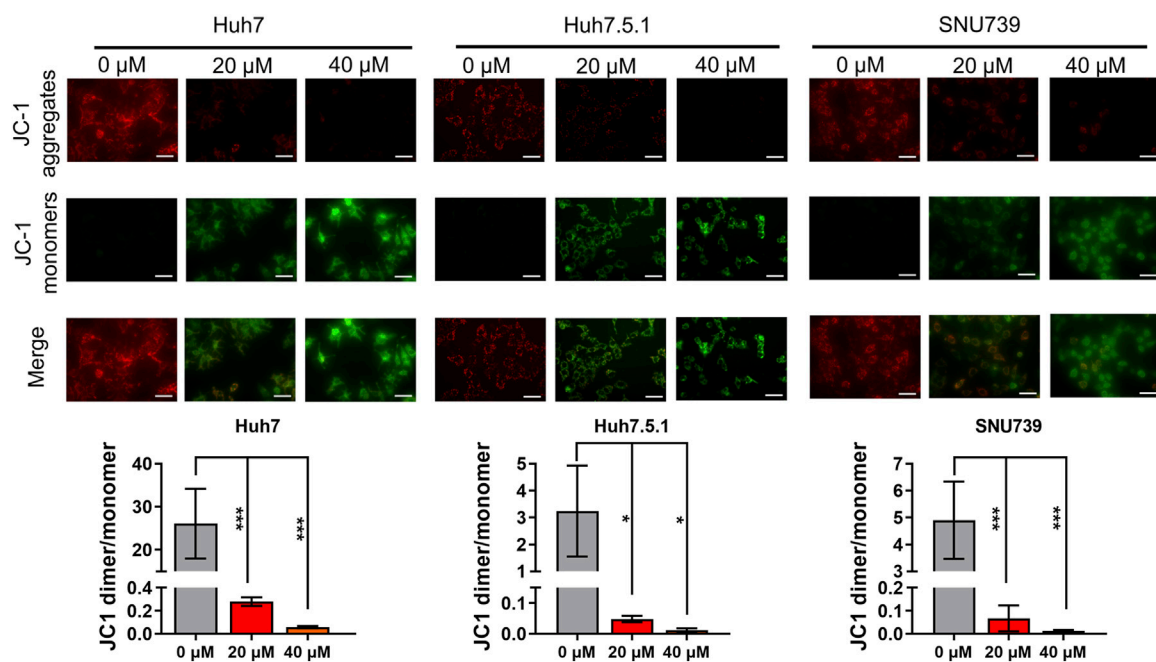 Huh7 Huh7.5.1 SNU739
0 µM 20 µM 40 µM 0 µM 20 µM 40 µM 0 µM 20 µM 40 µM
JC-1 aggregates
JC-1 monomers
Merge
Huh7
JC1 dimer/monomer
40
30
20
0.4
0.2
0.0
***
***
0 µM 20 µM 40 µM
Huh7.5.1
JC1 dimer/monomer
5
4
3
2
1
0.1
0.0
*
*
0 µM 20 µM 40 µM
SNU739
JC1 dimer/monomer
7
6
5
4
3
0.2
0.1
0.0
***
***
0 µM 20 µM 40 µM